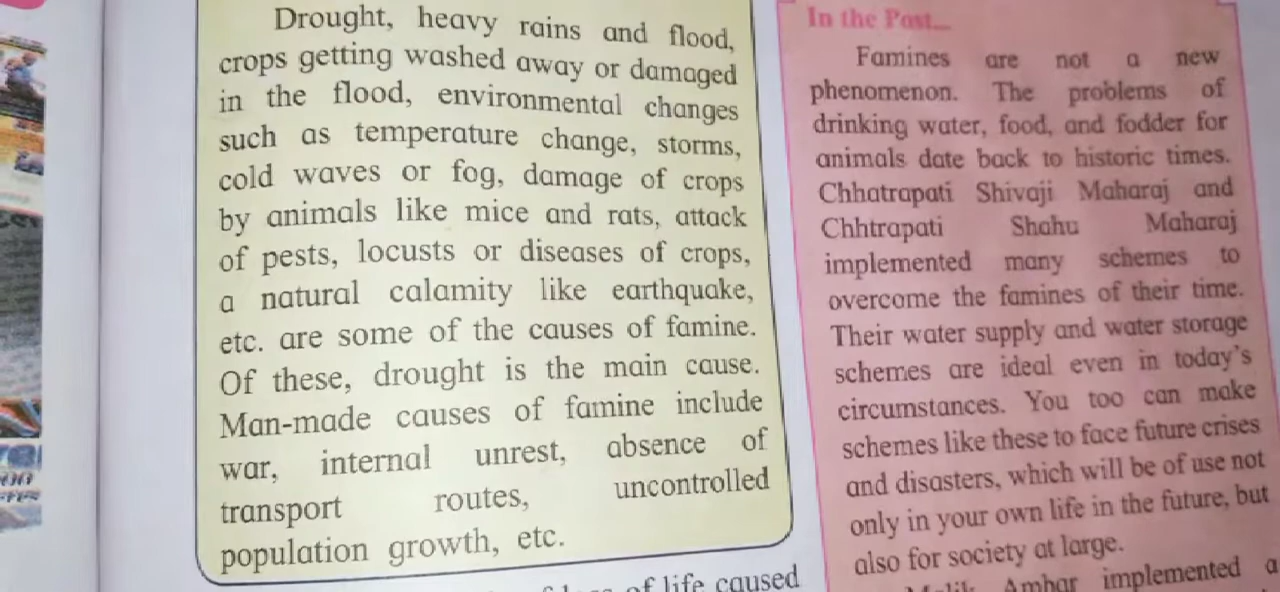 Drought, heavy rains and flood,
crops getting washed away or damaged
in the flood, environmental changes
such as temperature change, storms,
cold waves or fog, damage of crops
by animals like mice and rats, attack
of pests, locusts or diseases of crops,
a natural calamity like earthquake,
etc. are some of the causes of famine.
Of these, drought is the main cause.
Man-made causes of famine include
war, internal unrest, absence of
transport routes, uncontrolled
population growth, etc.
of life caused
In the Past...
Famines are not a new
phenomenon. The problems of
drinking water, food, and fodder for
animals date back to historic times.
Chhatrapati Shivaji Maharaj and
Chhtrapati Shahu Maharaj
implemented many schemes to
overcome the famines of their time.
Their water supply and water storage
schemes are ideal even in today's
circumstances. You too can make
schemes like these to face future crises
and disasters, which will be of use not
only in your own life in the future, but
also for society at large.
Malik Ambar implemented a